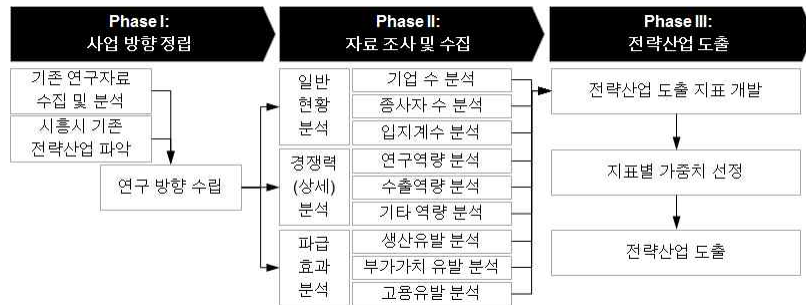 Phase I:
사업 방향 정립
기존 연구자료
수집 및 분석
시흥시 기존
전략산업 파악
연구 방향 수립
Phase II:
자료 조사 및 수집
일반
현황
분석
기업 수 분석
종사자 수 분석
입지계수 분석
경쟁력
(상세)
분석
연구역량 분석
수출역량 분석
기타 역량 분석
파급
효과
분석
생산유발 분석
부가가치 유발 분석
고용유발 분석
Phase III:
전략산업 도출
전략산업 도출 지표 개발
지표별 가중치 선정
전략산업 도출